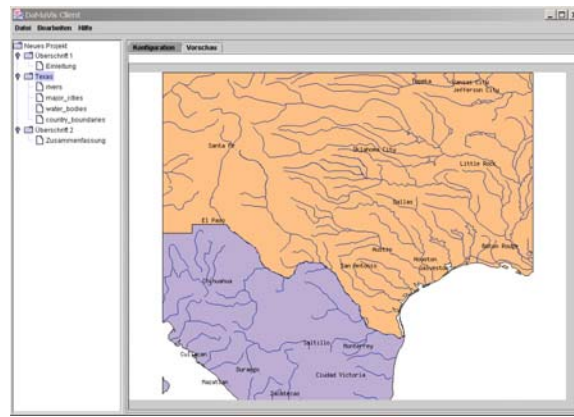 DaMaVis Client
Datei Bearbeiten Hilfe
Neues Projekt
Überschrift 1
Einleitung
Texas
rivers
major_cities
water_bodies
country_boundaries
Überschrift 2
Zusammenfassung
Konfiguration Vorschau
Topeka
Kansas City
Jefferson City
Santa Fe
Oklahoma City
Little Rock
Dallas
El Paso
Austin
Baton Rouge
Houston
San Antonio
Galveston
Chihuahua
Saltillo
Monterrey
Culiacan
Durango
Ciudad Victoria
Mazatlan
Zacatecas